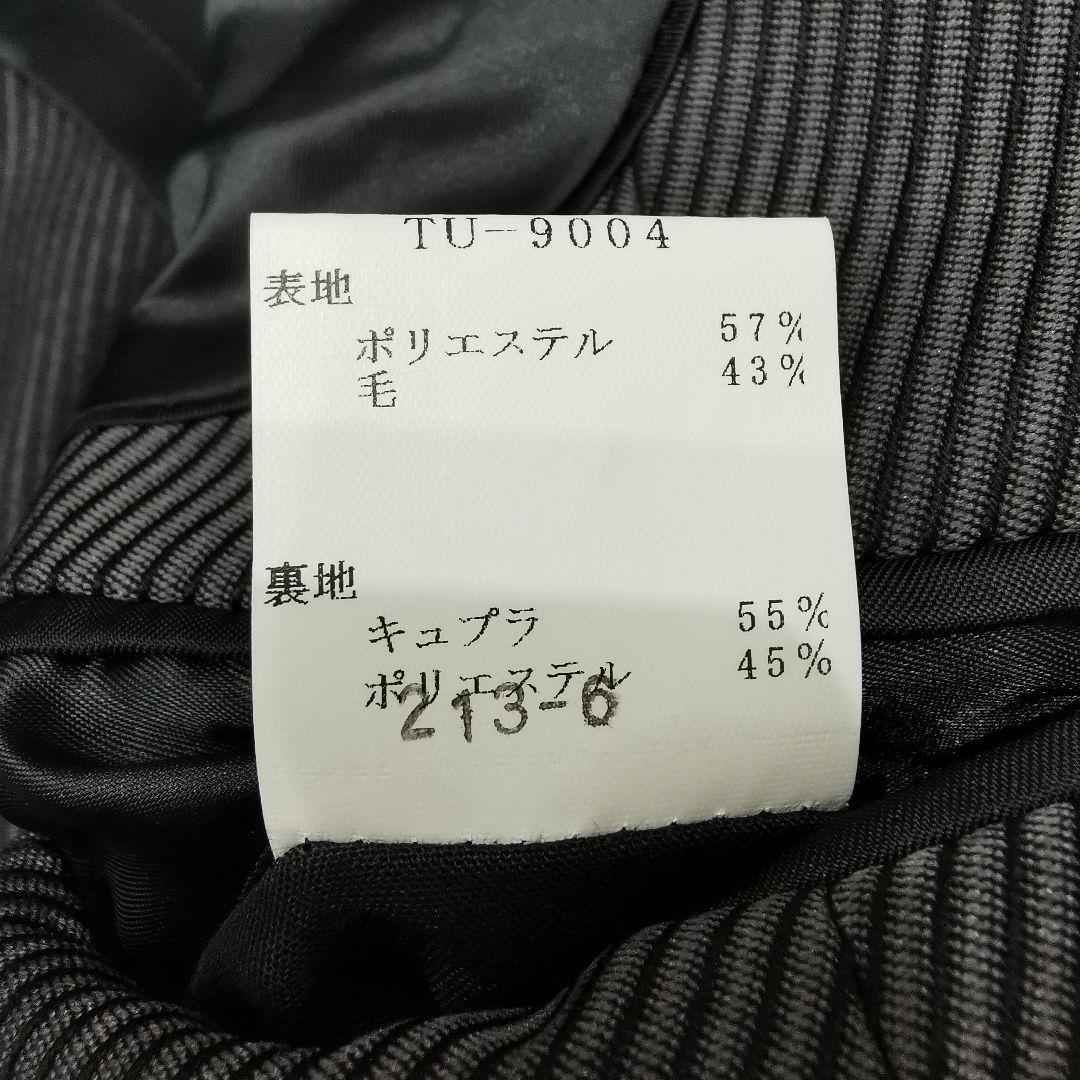 TU-9004
表地
ポリエステル 57%
毛 43%
裏地
キュプラ 55%
ポリエステル 45%
213-6